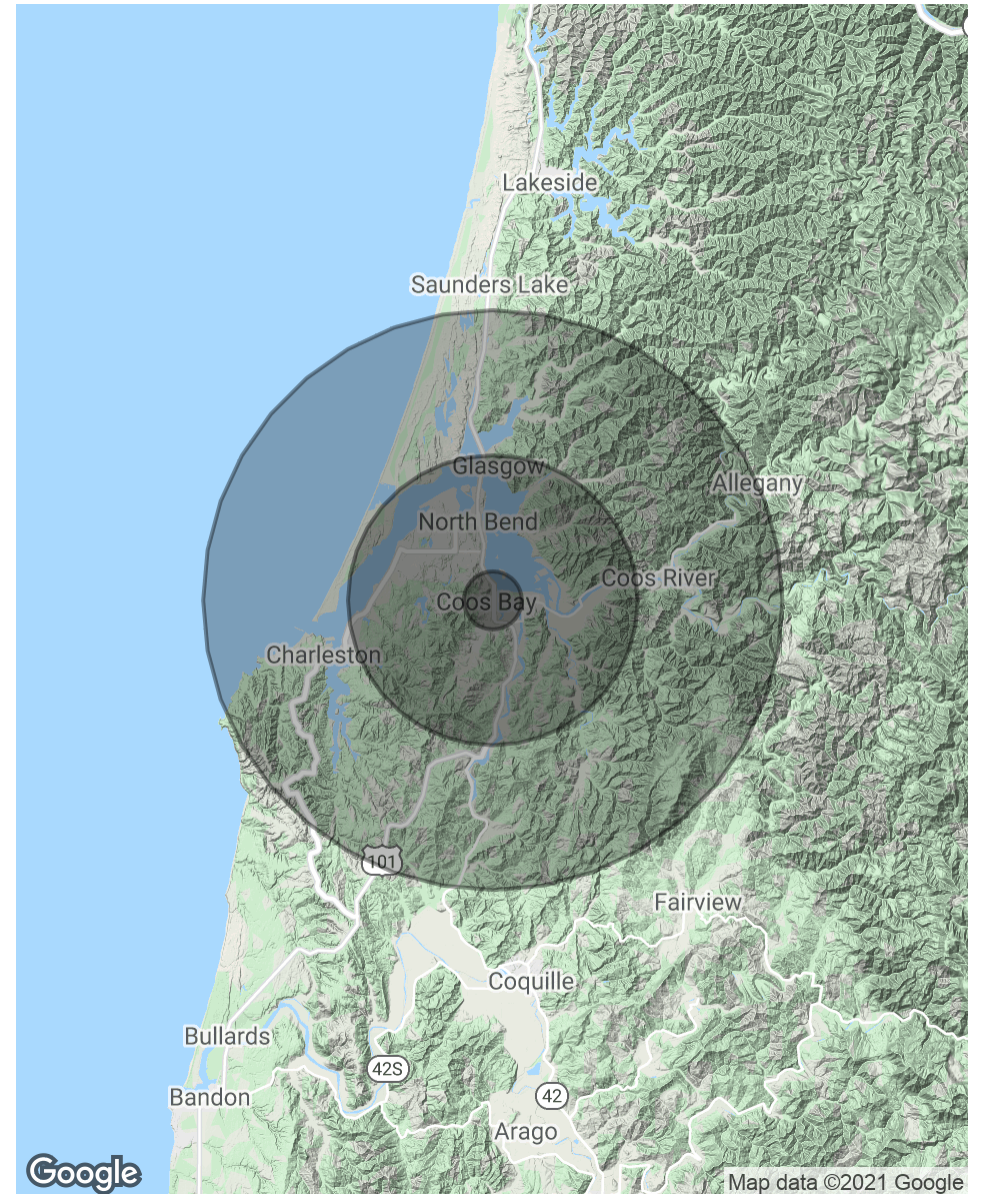 Lakeside
Saunders Lake
Glasgow
Allegany
North Bend
Coos River
Coos Bay
Charleston
101
Fairview
Coquille
Bullards
42S
42
Bandon
Arago
Google
Map data ©2021 Google